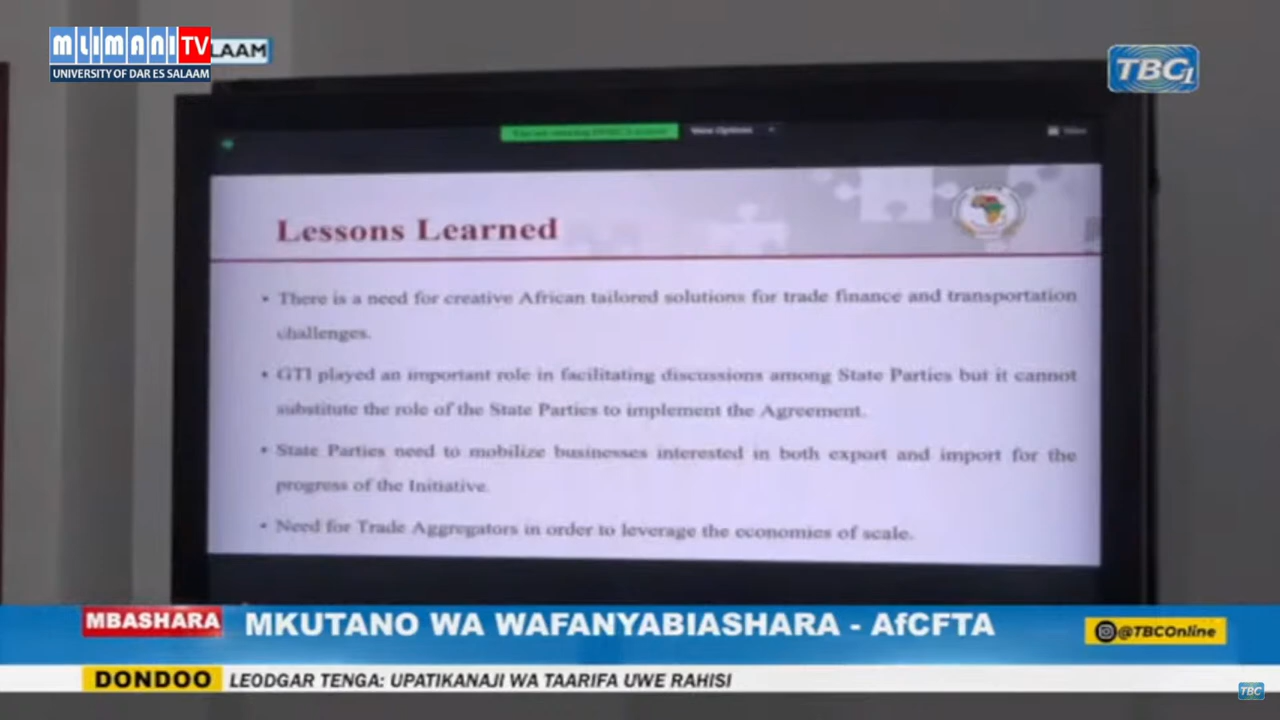 MLIMANI TV
UNIVERSITY OF DAR ES SALAAM
LAAM
TBC1
View Options
Lessons Learned
• There is a need for creative African tailored solutions for trade finance and transportation
challenges.
• GTI played an important role in facilitating discussions among State Parties but it cannot
substitute the role of the State Parties to implement the Agreement.
• State Parties need to mobilize businesses interested in both export and import for the
progress of the Initiative.
• Need for Trade Aggregators in order to leverage the economies of scale.
MBASHARA
MKUTANO WA WAFANYABIASHARA - AfCFTA
@TBCOnline
DONDOO
LEODGAR TENGA: UPATIKANAJI WA TAARIFA UWE RAHISI
TBC